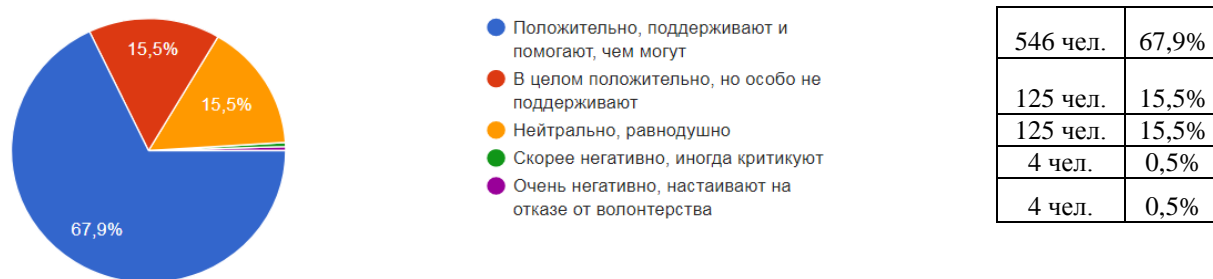 15,5%
15,5%
67,9%
Положительно, поддерживают и
помогают, чем могут
В целом положительно, но особо не
поддерживают
Нейтрально, равнодушно
Скорее негативно, иногда критикуют
Очень негативно, настаивают на
отказе от волонтерства
546 чел. 67,9%
125 чел. 15,5%
125 чел. 15,5%
4 чел. 0,5%
4 чел. 0,5%